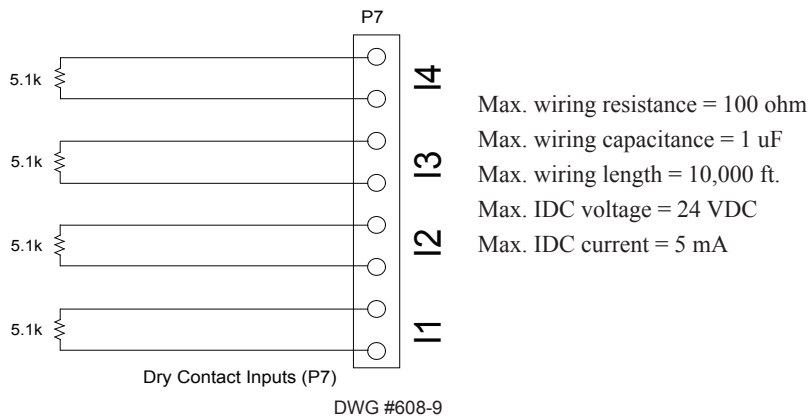 P7
5.1k
I4
5.1k
I3
5.1k
I2
5.1k
I1
Max. wiring resistance = 100 ohm
Max. wiring capacitance = 1 uF
Max. wiring length = 10,000 ft.
Max. IDC voltage = 24 VDC
Max. IDC current = 5 mA
Dry Contact Inputs (P7)
DWG #608-9